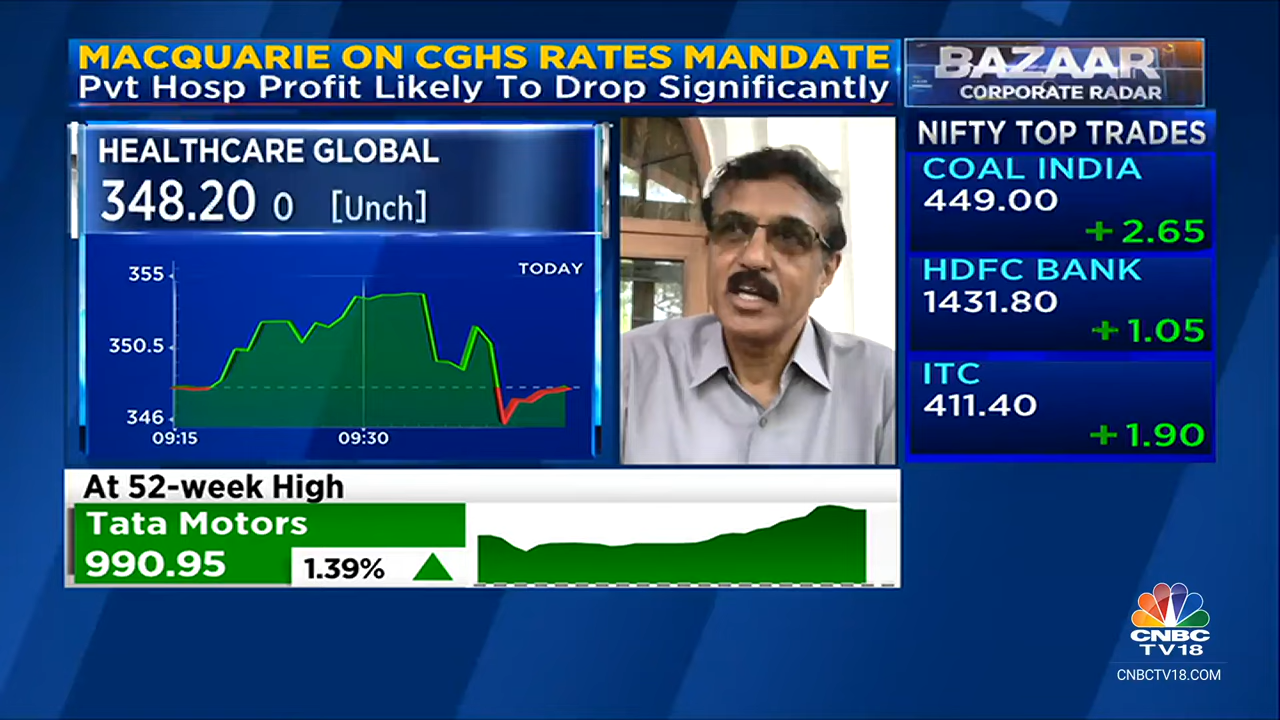 MACQUARIE ON CGHS RATES MANDATE
Pvt Hosp Profit Likely To Drop Significantly
BAZAAR
CORPORATE RADAR
HEALTHCARE GLOBAL
348.20 0 [Unch]
TODAY
355
350.5
346
09:15 09:30
NIFTY TOP TRADES
COAL INDIA
449.00
+ 2.65
HDFC BANK
1431.80
+ 1.05
ITC
411.40
+ 1.90
At 52-week High
Tata Motors
990.95 1.39%
CNBC
TV18
CNBCTV18.COM